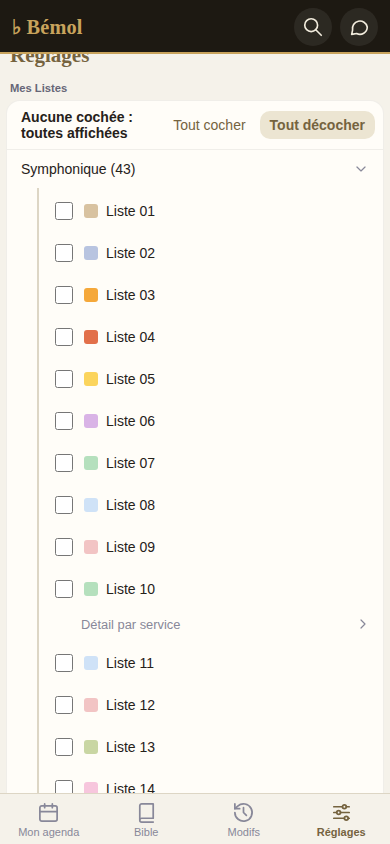 ♭ Bémol
Réglages
Mes Listes
Aucune cochée :
toutes affichées
Tout cocher
Tout décocher
Symphonique (43)
Liste 01
Liste 02
Liste 03
Liste 04
Liste 05
Liste 06
Liste 07
Liste 08
Liste 09
Liste 10
Détail par service
Liste 11
Liste 12
Liste 13
Liste 14
Mon agenda
Bible
Modifs
Réglages